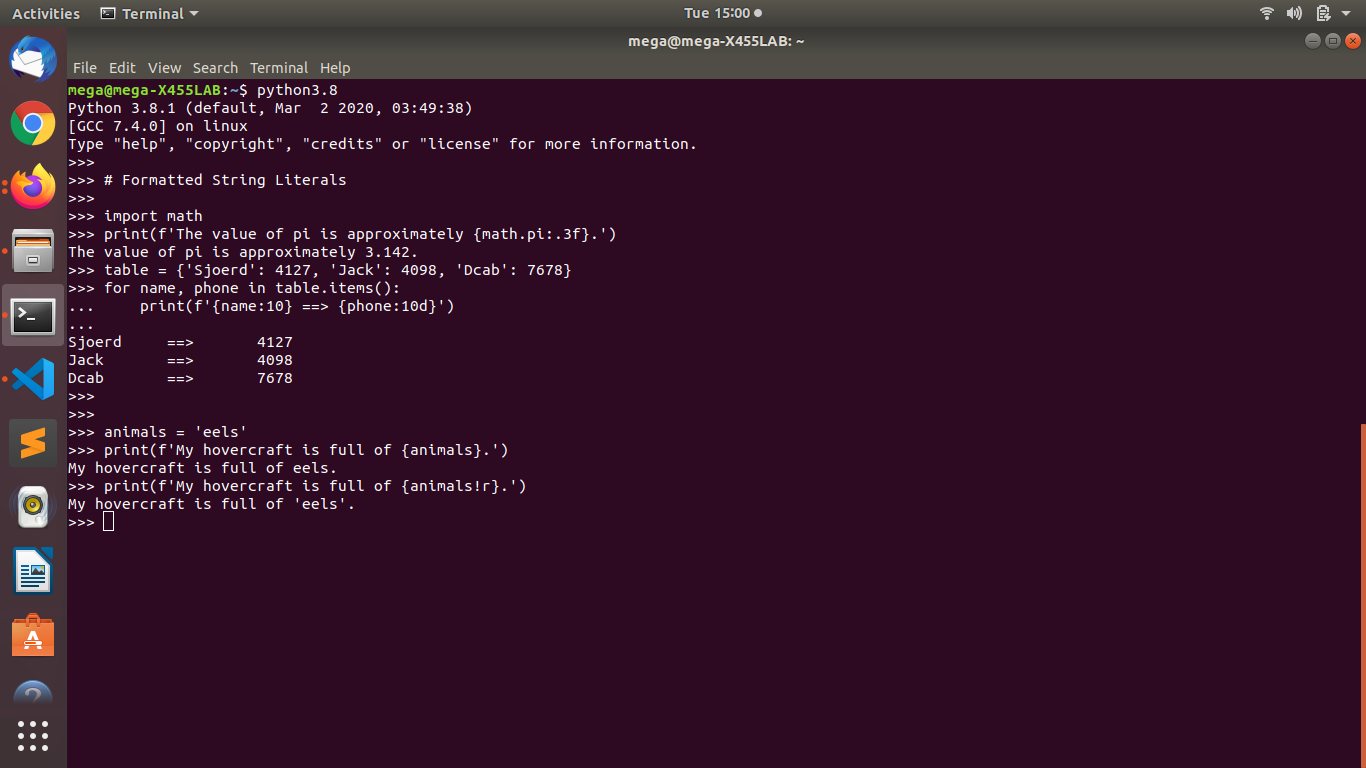 Activities Terminal Tue 15:00
mega@mega-X455LAB: ~
File Edit View Search Terminal Help
mega@mega-X455LAB:~$ python3.8
Python 3.8.1 (default, Mar  2 2020, 03:49:38)
[GCC 7.4.0] on linux
Type "help", "copyright", "credits" or "license" for more information.
>>>
>>> # Formatted String Literals
>>>
>>> import math
>>> print(f'The value of pi is approximately {math.pi:.3f}.')
The value of pi is approximately 3.142.
>>> table = {'Sjoerd': 4127, 'Jack': 4098, 'Dcab': 7678}
>>> for name, phone in table.items():
...     print(f'{name:10} ==> {phone:10d}')
...
Sjoerd     ==>       4127
Jack       ==>       4098
Dcab       ==>       7678
>>>
>>>
>>> animals = 'eels'
>>> print(f'My hovercraft is full of {animals}.')
My hovercraft is full of eels.
>>> print(f'My hovercraft is full of {animals!r}.')
My hovercraft is full of 'eels'.
>>>